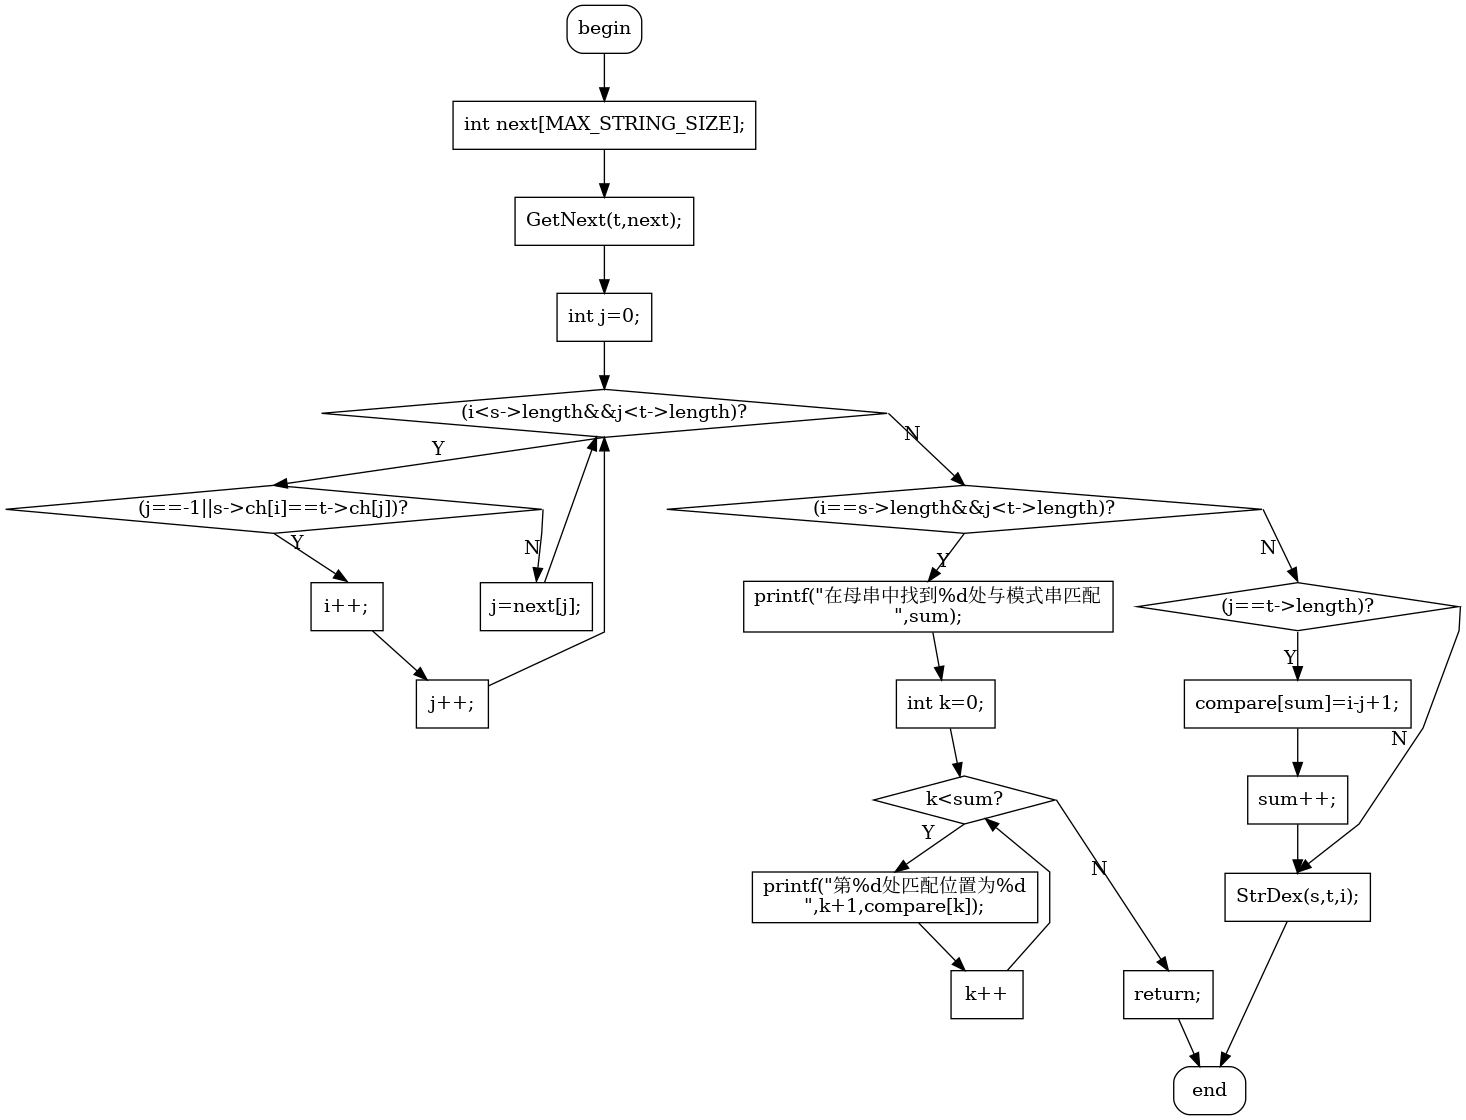 begin
int next[MAX_STRING_SIZE];
GetNext(t,next);
int j=0;
(i<s->length&&j<t->length)?
Y
N
(j==-1||s->ch[i]==t->ch[j])?
(i==s->length&&j<t->length)?
Y
N
Y
N
i++;
j=next[j];
printf("在母串中找到%d处与模式串匹配
",sum);
(j==t->length)?
Y
j++;
int k=0;
compare[sum]=i-j+1;
N
k<sum?
sum++;
Y
N
printf("第%d处匹配位置为%d
",k+1,compare[k]);
StrDex(s,t,i);
k++
return;
end